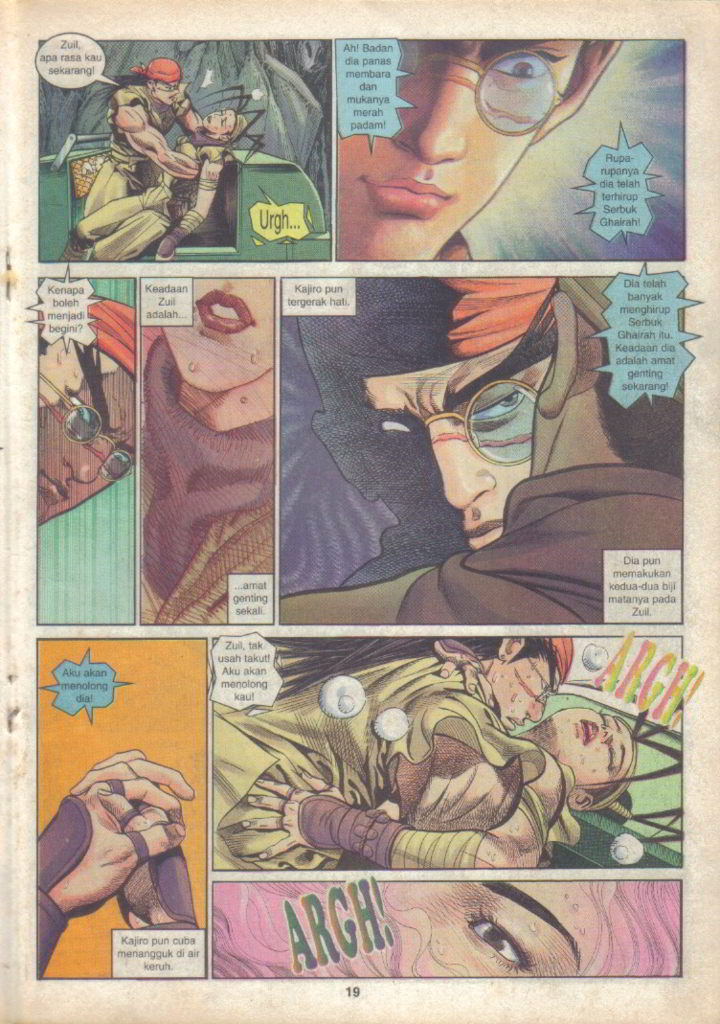 Zuil,
apa rasa kau
sekarang!
Urgh...
Ah! Badan
dia panas
membara
dan
mukanya
merah
padam!
Rupa-
rupanya
dia telah
terhirup
Serbuk
Ghairah!
Kenapa
boleh
menjadi
begini?
Keadaan
Zuil
adalah...
...amat
genting
sekali.
Kajiro pun
tergerak hati.
Dia telah
banyak
menghirup
Serbuk
Ghairah itu.
Keadaan dia
adalah amat
genting
sekarang!
Dia pun
memakukan
kedua-dua biji
matanya pada
Zuil.
Aku akan
menolong
dia!
Kajiro pun cuba
menangguk di air
keruh.
Zuil, tak
usah takut!
Aku akan
menolong
kau!
ARGH!
ARGH!
19